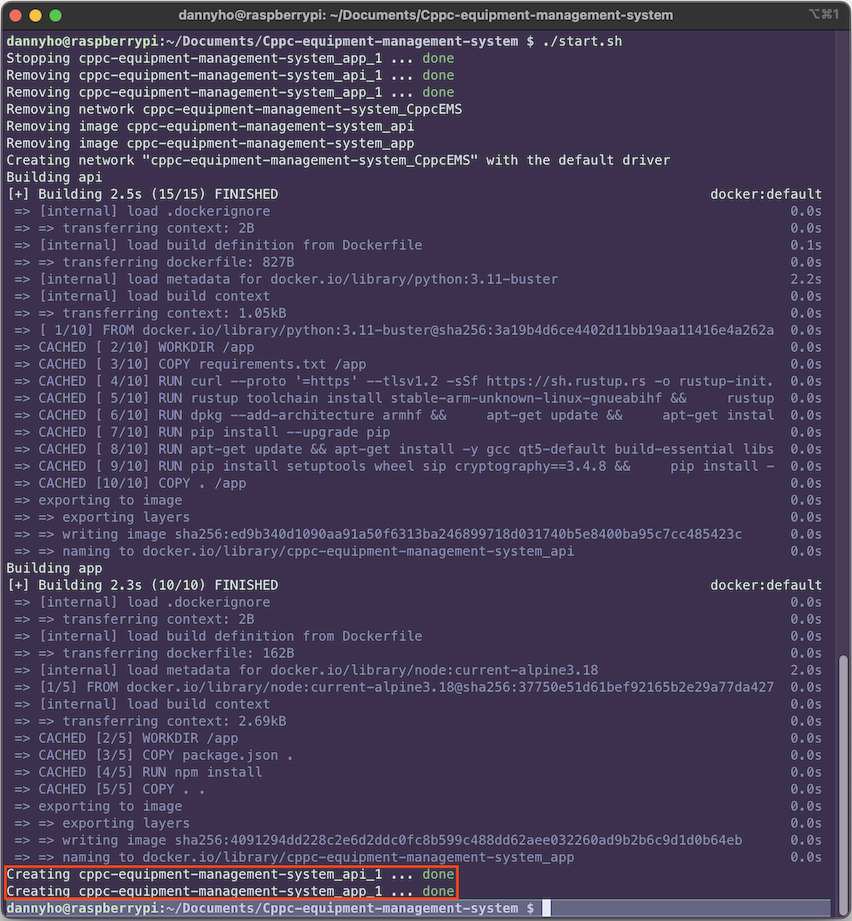 dannyho@raspberrypi: ~/Documents/Cppc-equipment-management-system
⌥⌘1
dannyho@raspberrypi:~/Documents/Cppc-equipment-management-system $ ./start.sh
Stopping cppc-equipment-management-system_app_1 ... done
Removing cppc-equipment-management-system_api_1 ... done
Removing cppc-equipment-management-system_app_1 ... done
Removing network cppc-equipment-management-system_CppcEMS
Removing image cppc-equipment-management-system_api
Removing image cppc-equipment-management-system_app
Creating network "cppc-equipment-management-system_CppcEMS" with the default driver
Building api
[+] Building 2.5s (15/15) FINISHED docker:default
=> [internal] load .dockerignore 0.0s
=> => transferring context: 2B 0.0s
=> [internal] load build definition from Dockerfile 0.1s
=> => transferring dockerfile: 827B 0.0s
=> [internal] load metadata for docker.io/library/python:3.11-buster 2.2s
=> [internal] load build context 0.0s
=> => transferring context: 1.05kB 0.0s
=> [ 1/10] FROM docker.io/library/python:3.11-buster@sha256:3a19b4d6ce4402d11bb19aa11416e4a262a 0.0s
=> CACHED [ 2/10] WORKDIR /app 0.0s
=> CACHED [ 3/10] COPY requirements.txt /app 0.0s
=> CACHED [ 4/10] RUN curl --proto '=https' --tlsv1.2 -sSf https://sh.rustup.rs -o rustup-init. 0.0s
=> CACHED [ 5/10] RUN rustup toolchain install stable-arm-unknown-linux-gnueabihf &&     rustup 0.0s
=> CACHED [ 6/10] RUN dpkg --add-architecture armhf &&     apt-get update &&     apt-get instal 0.0s
=> CACHED [ 7/10] RUN pip install --upgrade pip 0.0s
=> CACHED [ 8/10] RUN apt-get update && apt-get install -y gcc qt5-default build-essential libs 0.0s
=> CACHED [ 9/10] RUN pip install setuptools wheel sip cryptography==3.4.8 &&     pip install - 0.0s
=> CACHED [10/10] COPY . /app 0.0s
=> exporting to image 0.0s
=> => exporting layers 0.0s
=> => writing image sha256:ed9b340d1090aa91a50f6313ba246899718d031740b5e8400ba95c7cc485423c 0.0s
=> => naming to docker.io/library/cppc-equipment-management-system_api 0.0s
Building app
[+] Building 2.3s (10/10) FINISHED docker:default
=> [internal] load .dockerignore 0.0s
=> => transferring context: 2B 0.0s
=> [internal] load build definition from Dockerfile 0.0s
=> => transferring dockerfile: 162B 0.0s
=> [internal] load metadata for docker.io/library/node:current-alpine3.18 2.0s
=> [1/5] FROM docker.io/library/node:current-alpine3.18@sha256:37750e51d61bef92165b2e29a77da427 0.0s
=> [internal] load build context 0.0s
=> => transferring context: 2.69kB 0.0s
=> CACHED [2/5] WORKDIR /app 0.0s
=> CACHED [3/5] COPY package.json . 0.0s
=> CACHED [4/5] RUN npm install 0.0s
=> CACHED [5/5] COPY . . 0.0s
=> exporting to image 0.0s
=> => exporting layers 0.0s
=> => writing image sha256:4091294dd228c2e6d2ddc0fc8b599c488dd62aee032260ad9b2b6c9d1d0b64eb 0.0s
=> => naming to docker.io/library/cppc-equipment-management-system_app 0.0s
Creating cppc-equipment-management-system_api_1 ... done
Creating cppc-equipment-management-system_app_1 ... done
dannyho@raspberrypi:~/Documents/Cppc-equipment-management-system $